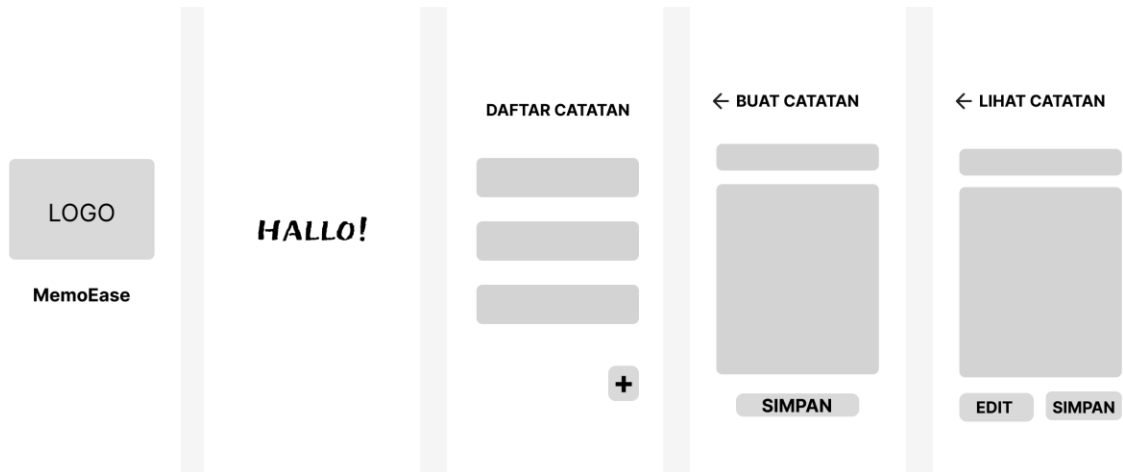 LOGO
MemoEase
HALLO!
DAFTAR CATATAN
+
← BUAT CATATAN
SIMPAN
← LIHAT CATATAN
EDIT
SIMPAN